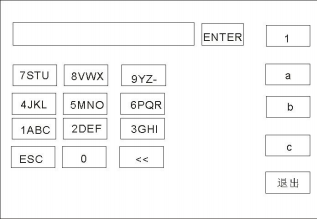 ENTER 1
7STU 8VWX 9YZ- a
4JKL 5MNO 6PQR b
1ABC 2DEF 3GHI
ESC 0 << c
退出